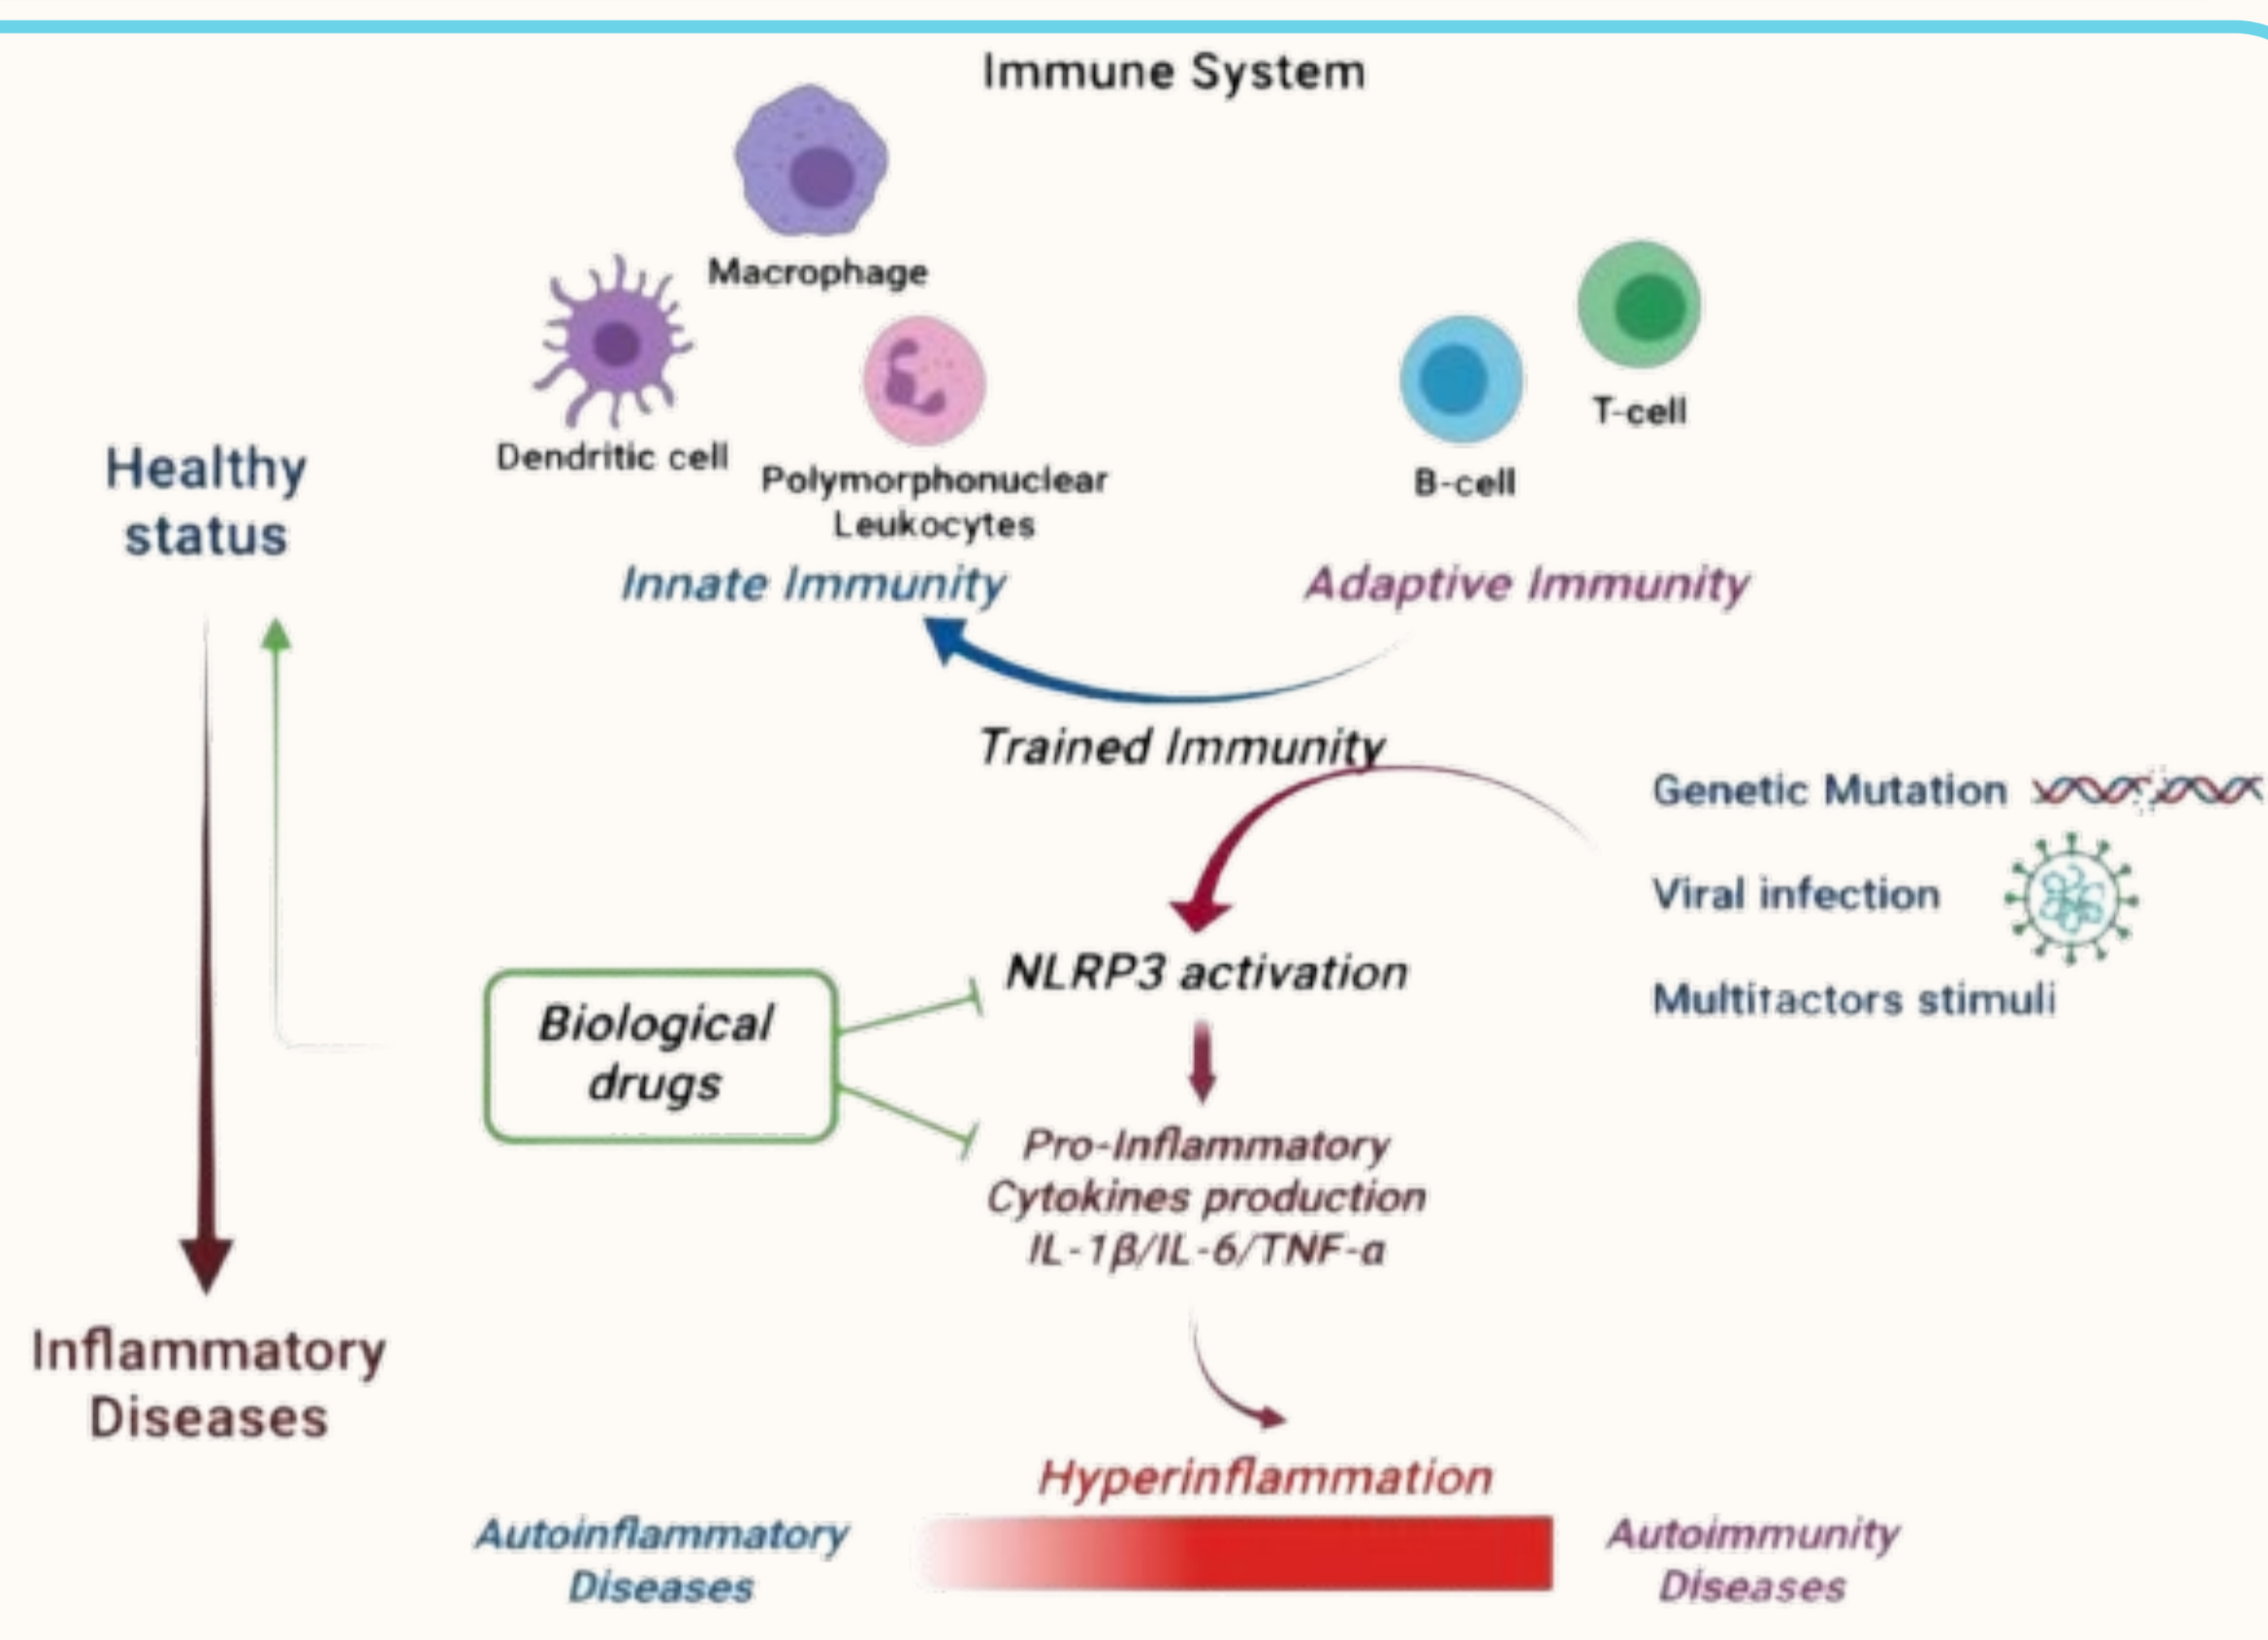 Immune System
Macrophage
Dendritic cell
Polymorphonuclear
Leukocytes
T-cell
B-cell
Healthy
status
Innate Immunity
Adaptive Immunity
Trained Immunity
Genetic Mutation
Viral infection
Multifactors stimuli
NLRP3 activation
Biological
drugs
Pro-Inflammatory
Cytokines production
IL-1β/IL-6/TNF-α
Inflammatory
Diseases
Hyperinflammation
Autoinflammatory
Diseases
Autoimmunity
Diseases